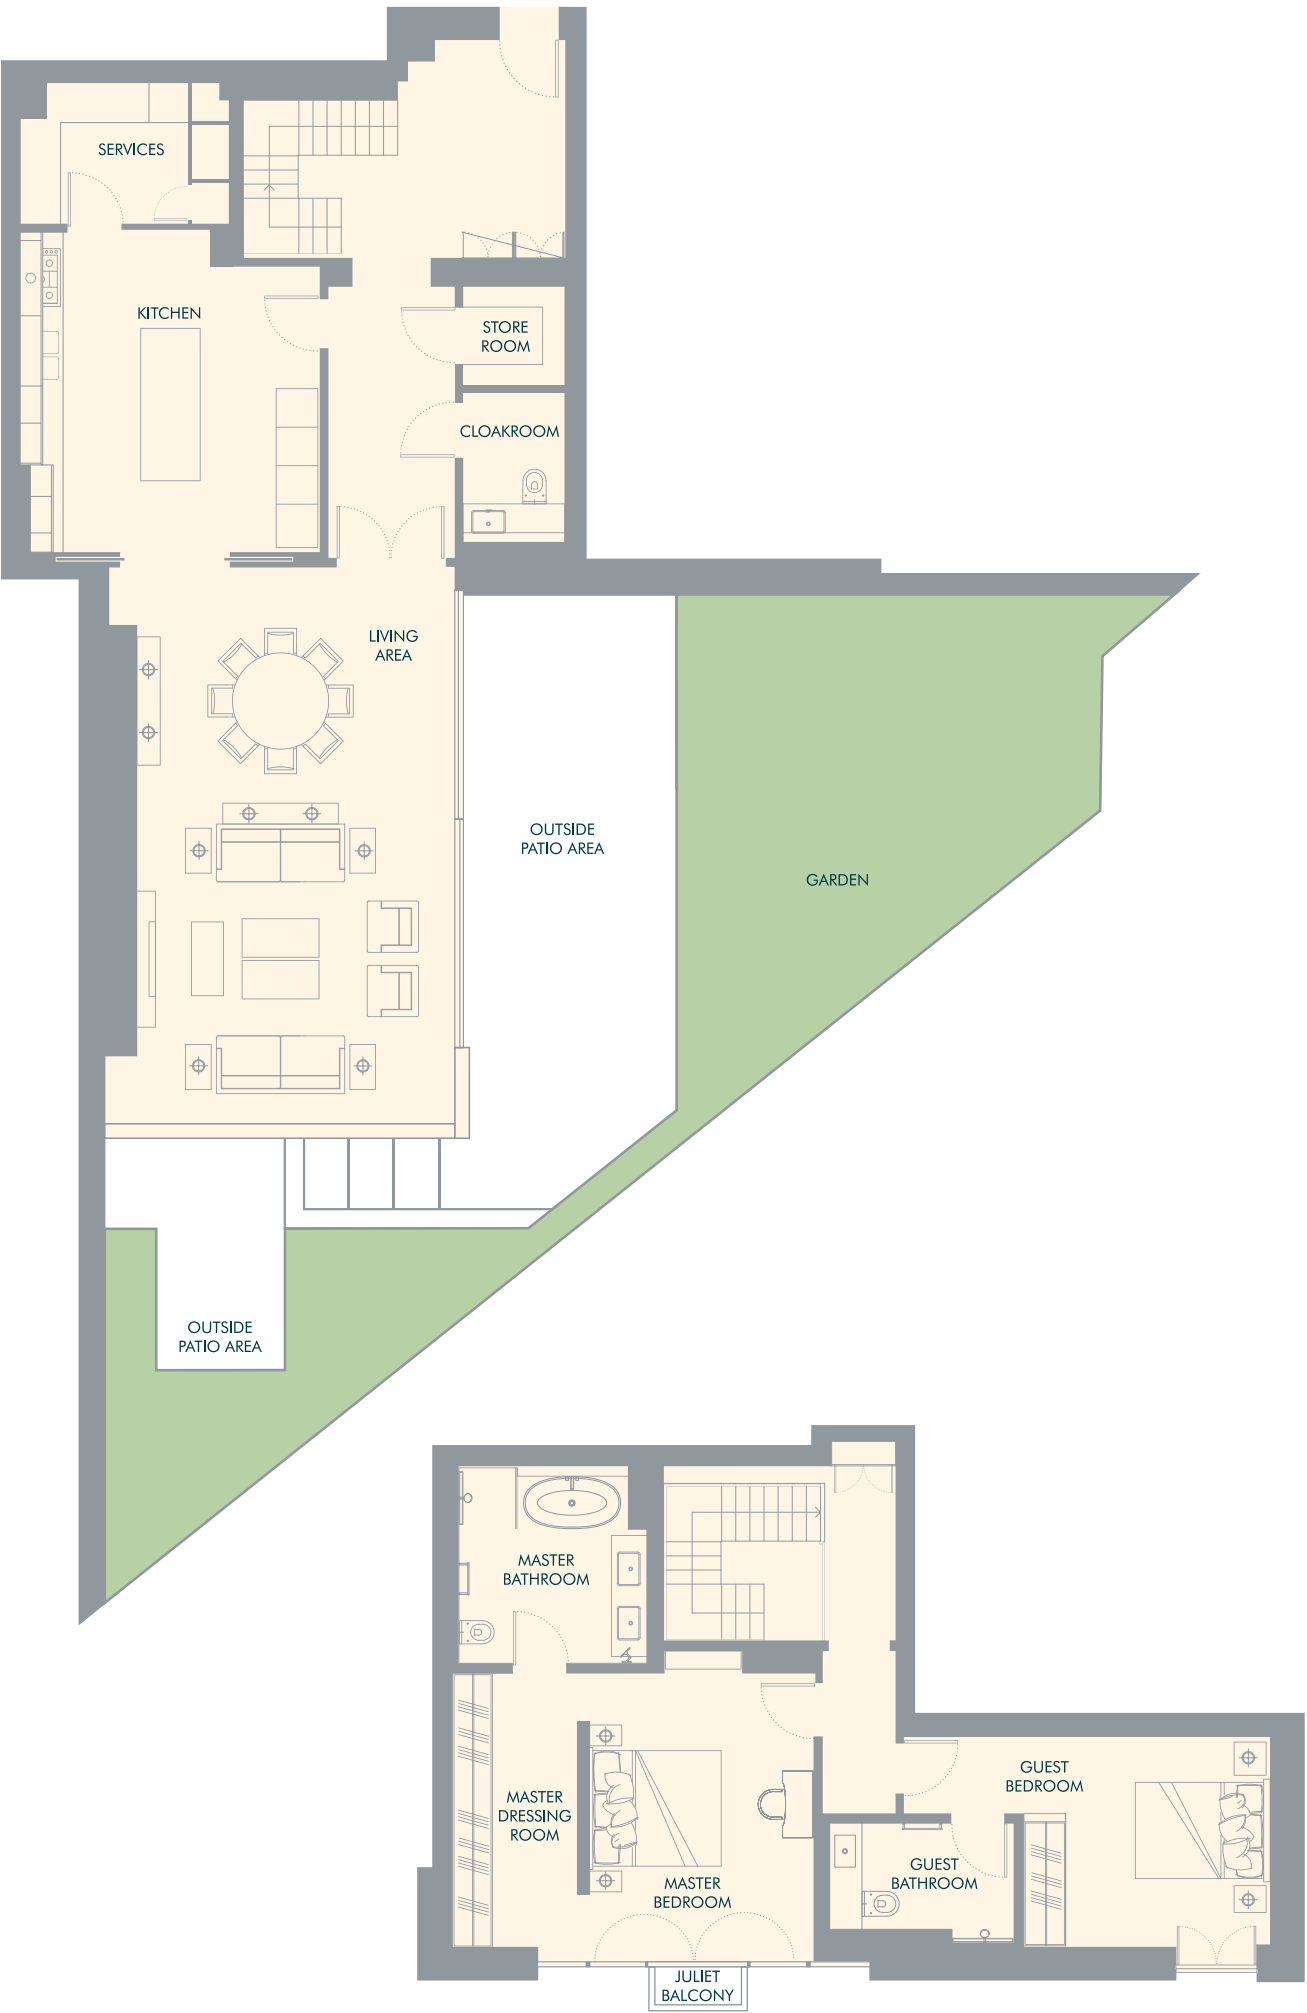 SERVICES
KITCHEN
STORE
ROOM
CLOAKROOM
LIVING
AREA
OUTSIDE
PATIO AREA
GARDEN
OUTSIDE
PATIO AREA
MASTER
BATHROOM
MASTER
DRESSING
ROOM
MASTER
BEDROOM
GUEST
BEDROOM
GUEST
BATHROOM
JULIET
BALCONY